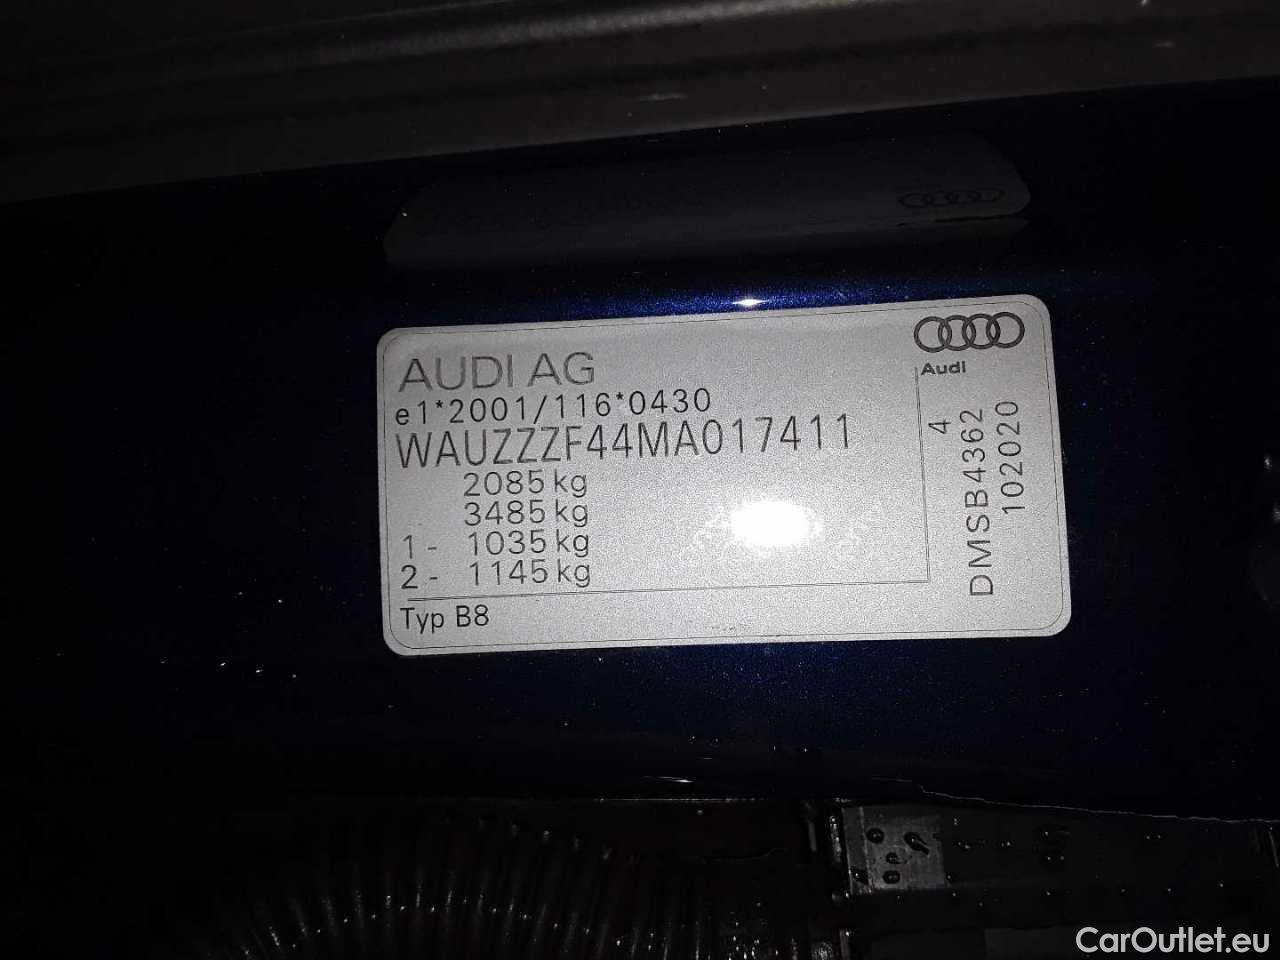 AUDI AG
e1*2001/116*0430
WAUZZZF44MA017411
2085 kg
3485 kg
1 - 1035 kg
2 - 1145 kg
Typ B8
Audi
4
DMSB4362
102020
CarOutlet.eu